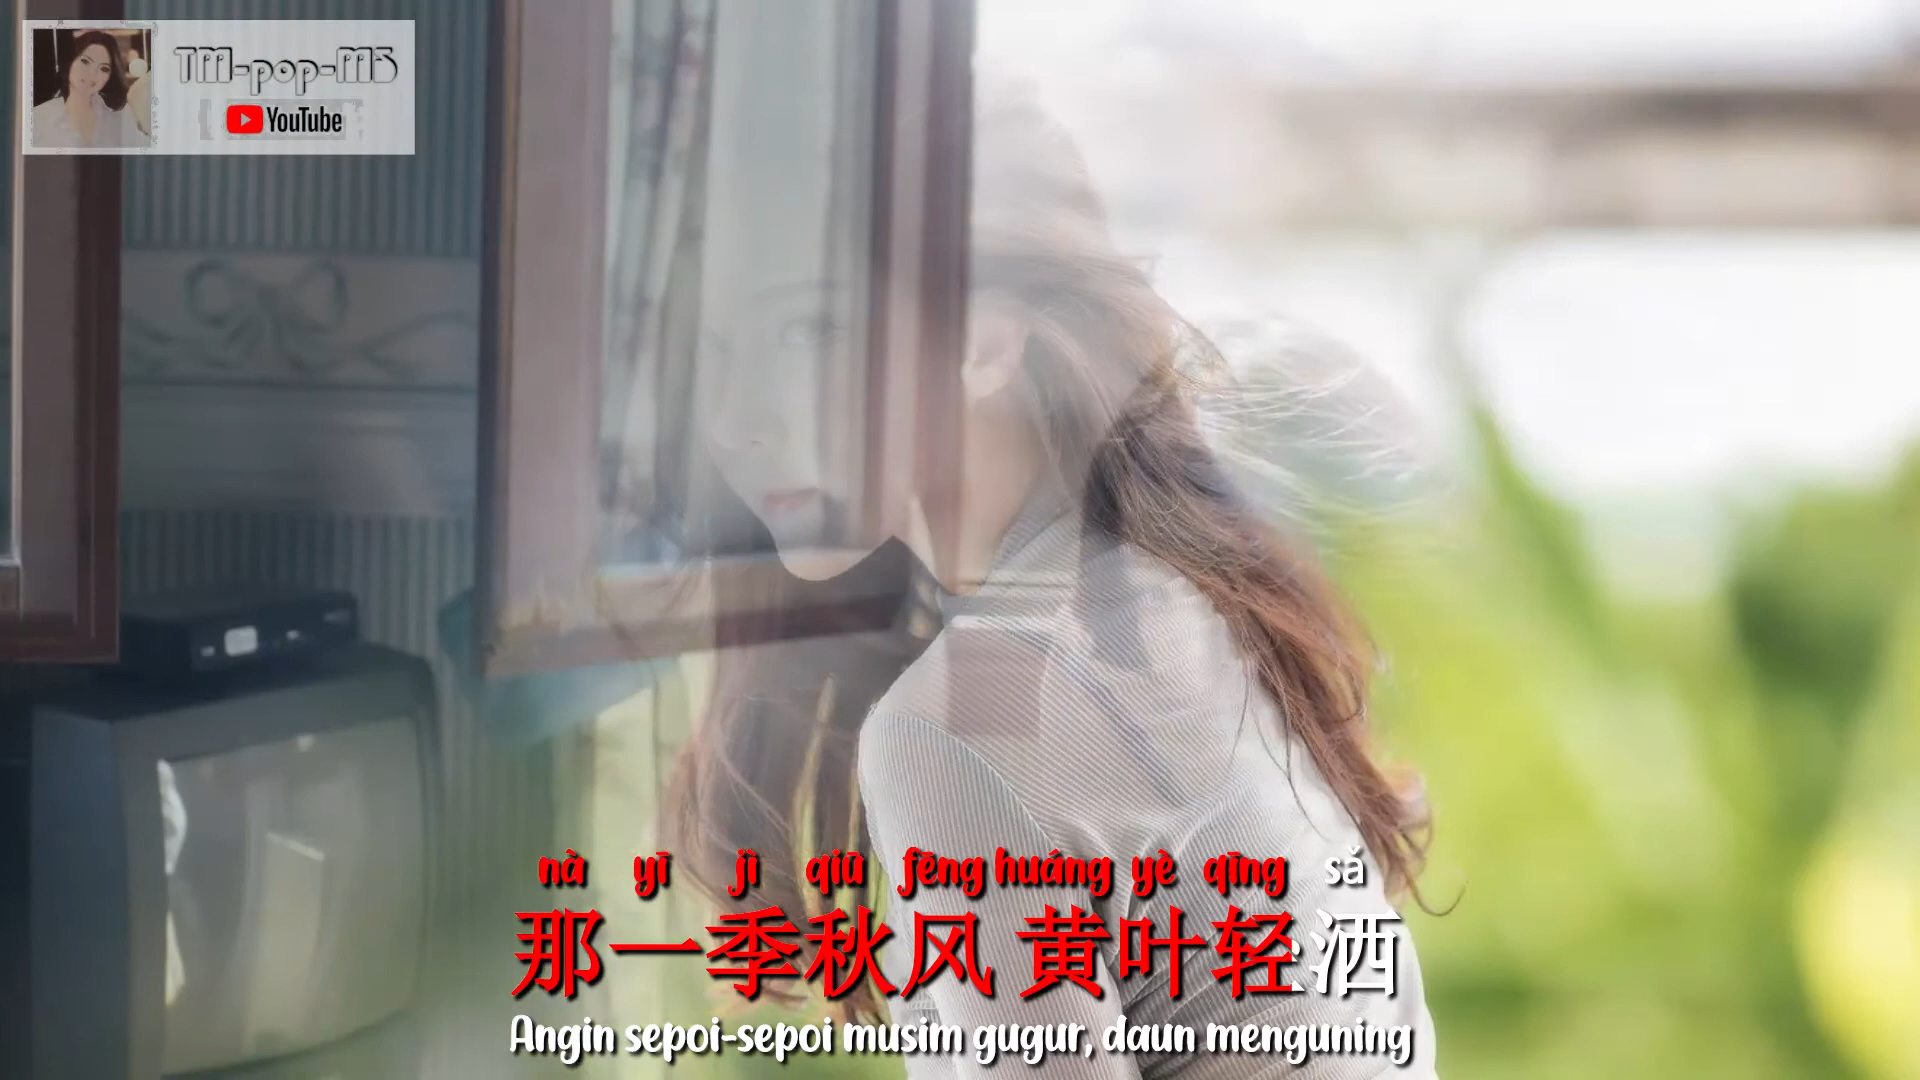 TM-pop-M3
YouTube
nà yī jì qiū fēng huáng yè qīng sǎ
那一季秋风 黄叶轻洒
Angin sepoi-sepoi musim gugur, daun menguning